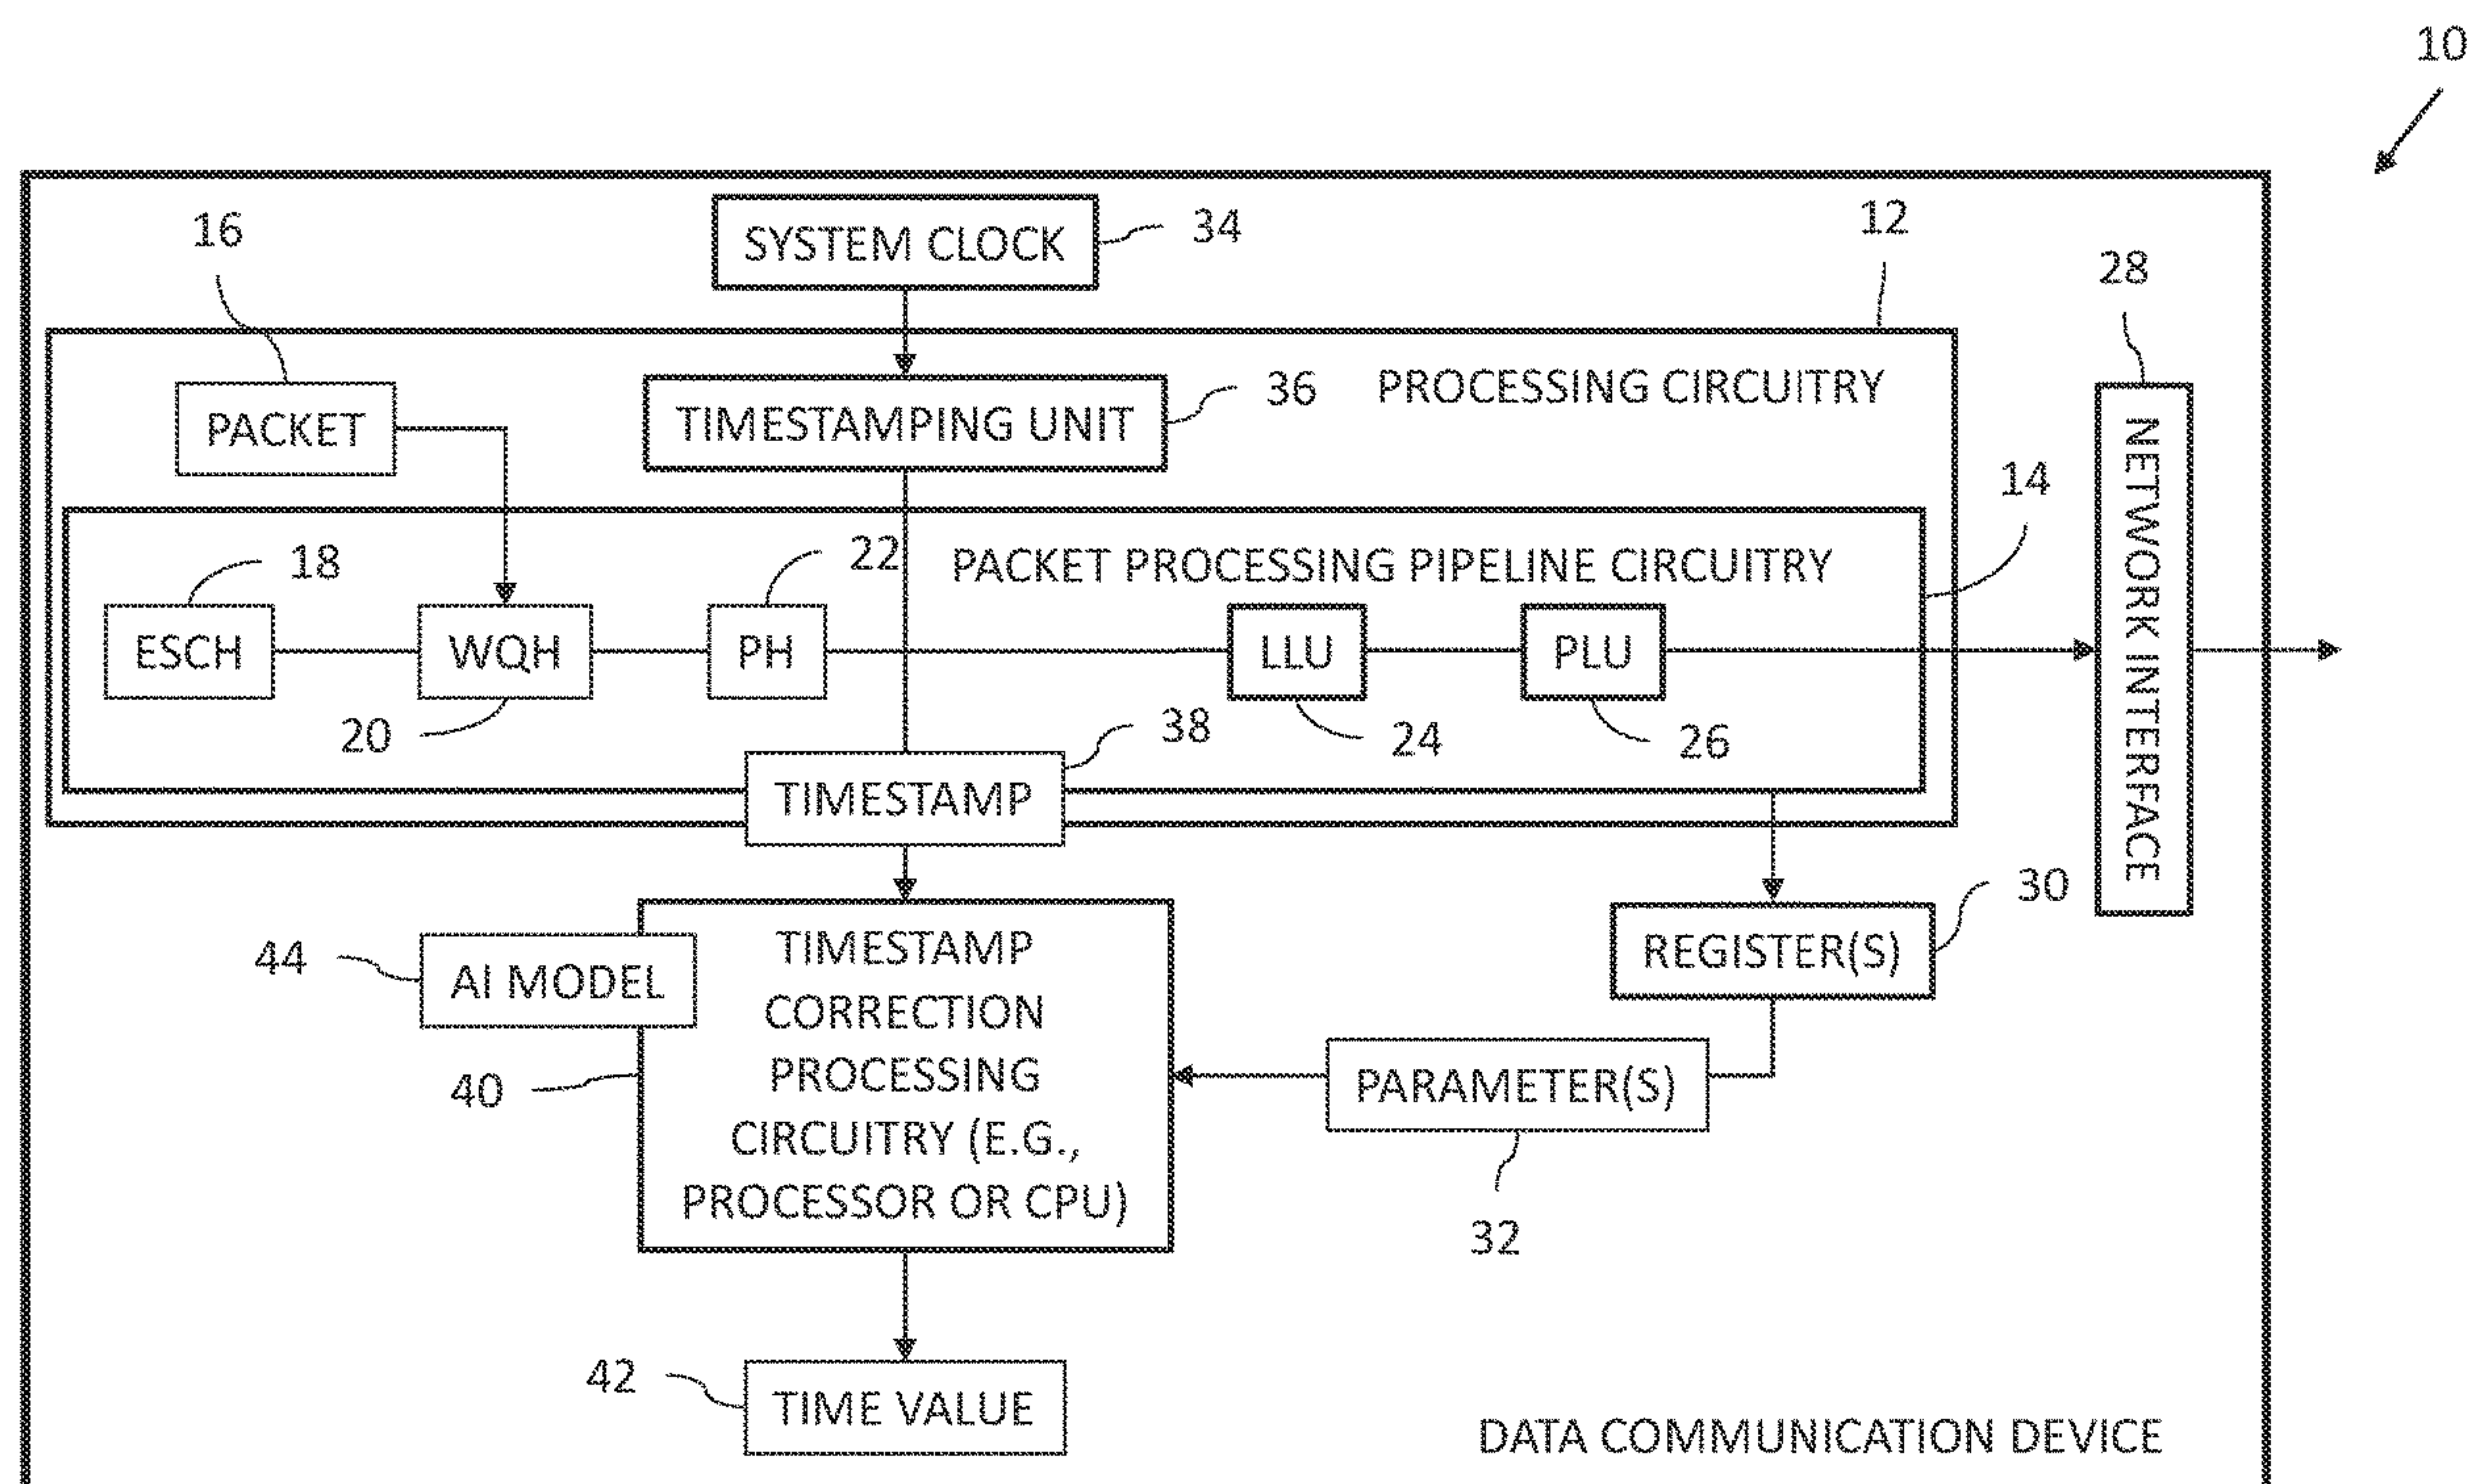 10
16
SYSTEM CLOCK
34
12
28
PACKET
TIMESTAMPING UNIT
36
PROCESSING CIRCUITRY
14
18
22
PACKET PROCESSING PIPELINE CIRCUITRY
ESCH
WQH
PH
LLU
PLU
NETWORK INTERFACE
20
38
24
26
TIMESTAMP
30
44
AI MODEL
TIMESTAMP
CORRECTION
PROCESSING
CIRCUITRY (E.G.,
PROCESSOR OR CPU)
REGISTER(S)
40
PARAMETER(S)
32
42
TIME VALUE
DATA COMMUNICATION DEVICE